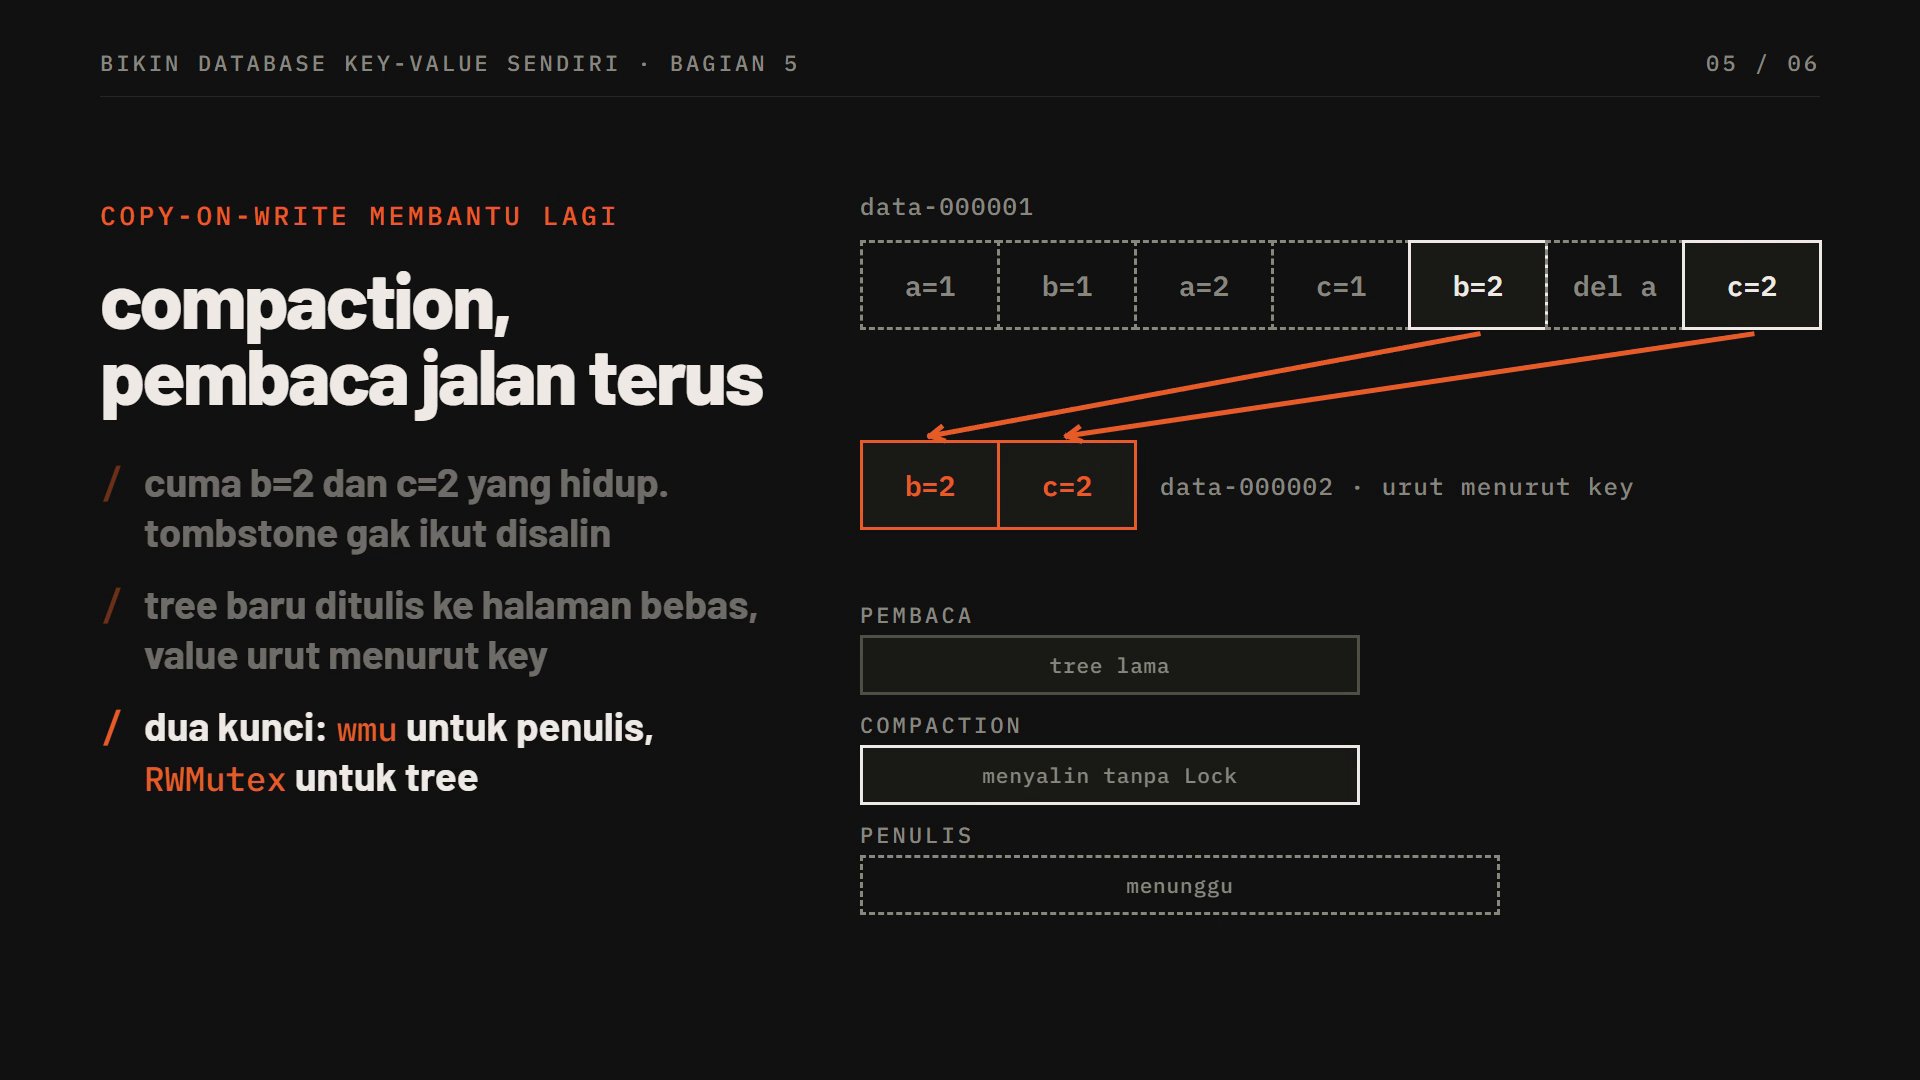 BIKIN DATABASE KEY-VALUE SENDIRI · BAGIAN 5
05 / 06
COPY-ON-WRITE MEMBANTU LAGI
compaction,
pembaca jalan terus
/ cuma b=2 dan c=2 yang hidup.
tombstone gak ikut disalin
/ tree baru ditulis ke halaman bebas,
value urut menurut key
/ dua kunci: wmu untuk penulis,
RWMutex untuk tree
data-000001
a=1 b=1 a=2 c=1 b=2 del a c=2
b=2 c=2 data-000002 · urut menurut key
PEMBACA
tree lama
COMPACTION
menyalin tanpa Lock
PENULIS
menunggu